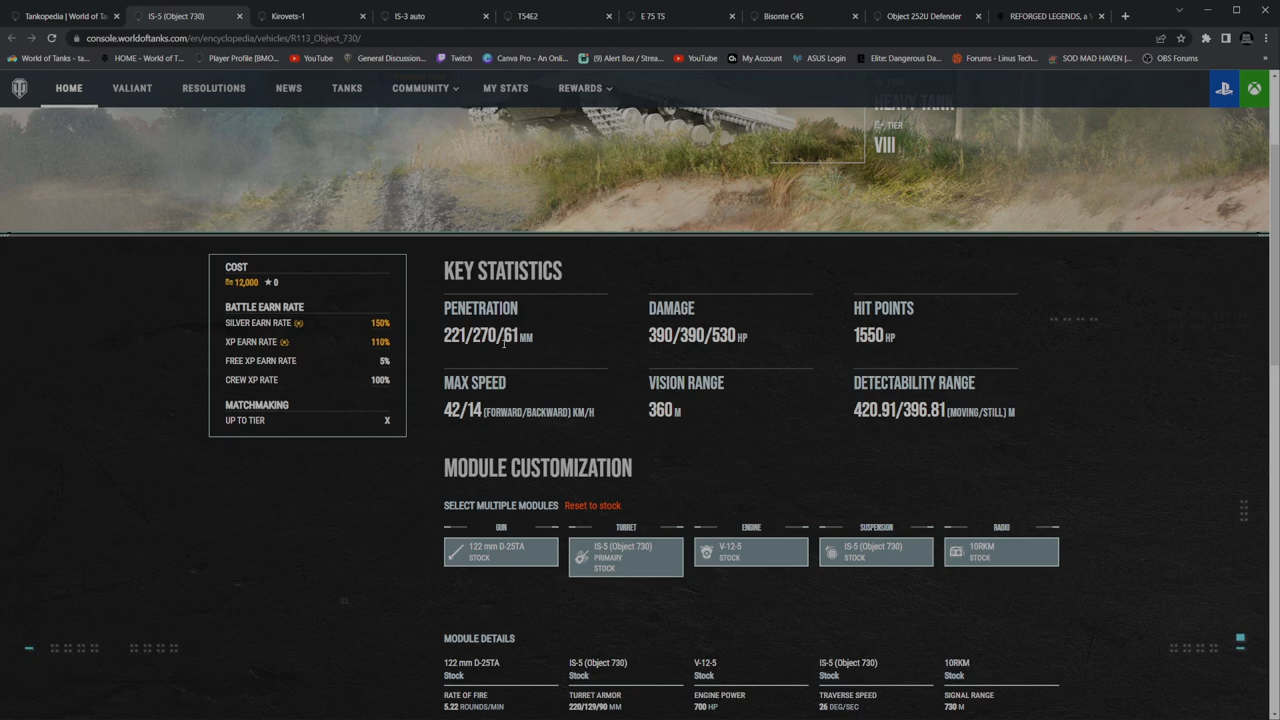 Tankopedia | World of Ta
IS-5 (Object 730)
Kirovets-1
IS-3 auto
T54E2
E 75 TS
Bisonte C45
Object 252U Defender
REFORGED LEGENDS, a
console.worldoftanks.com/en/encyclopedia/vehicles/R113_Object_730/
World of Tanks - ta...
HOME - World of T...
Player Profile [BMO...
YouTube
General Discussion...
Twitch
Canva Pro - An Onli...
(9) Alert Box / Strea...
YouTube
My Account
ASUS Login
Elite: Dangerous Da...
Forums - Linus Tech...
SOD MAD HAVEN |...
OBS Forums
»
HOME
VALIANT
RESOLUTIONS
NEWS
TANKS
COMMUNITY
MY STATS
REWARDS
HEAVY TANK
TIER
VIII
COST
12,000 ★ 0
BATTLE EARN RATE
SILVER EARN RATE 150%
XP EARN RATE 110%
FREE XP EARN RATE 5%
CREW XP RATE 100%
MATCHMAKING
UP TO TIER X
KEY STATISTICS
PENETRATION
221/270/61 MM
DAMAGE
390/390/530 HP
HIT POINTS
1550 HP
MAX SPEED
42/14 (FORWARD/BACKWARD) KM/H
VISION RANGE
360 M
DETECTABILITY RANGE
420.91/396.81 (MOVING/STILL) M
MODULE CUSTOMIZATION
SELECT MULTIPLE MODULES Reset to stock
GUN
TURRET
ENGINE
SUSPENSION
RADIO
122 mm D-25TA
STOCK
IS-5 (Object 730)
PRIMARY
STOCK
V-12-5
STOCK
IS-5 (Object 730)
STOCK
10RKM
STOCK
MODULE DETAILS
122 mm D-25TA
Stock
IS-5 (Object 730)
Stock
V-12-5
Stock
IS-5 (Object 730)
Stock
10RKM
Stock
RATE OF FIRE
5.22 ROUNDS/MIN
TURRET ARMOR
220/129/90 MM
ENGINE POWER
700 HP
TRAVERSE SPEED
26 DEG/SEC
SIGNAL RANGE
730 M